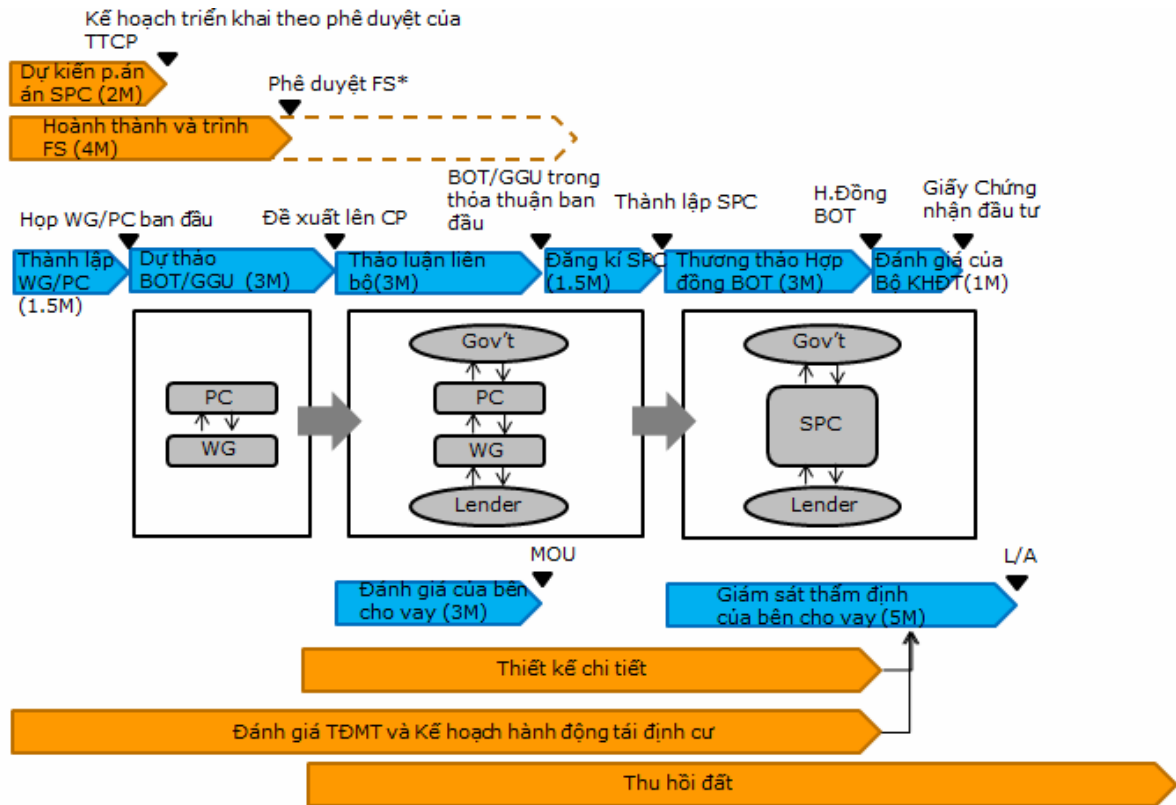 Kế hoạch triển khai theo phê duyệt của
TTCP
Dự kiến p.án
án SPC (2M)
Phê duyệt FS*
Hoành thành và trình
FS (4M)
BOT/GGU trong
thỏa thuận ban
đầu
Họp WG/PC ban đầu
Đề xuất lên CP
Thành lập SPC
H.Đồng
BOT
Giấy Chứng
nhận đầu tư
Thành lập
WG/PC
(1.5M)
Dự thảo
BOT/GGU (3M)
Thảo luận liên
bộ(3M)
Đăng kí SPC
(1.5M)
Thương thảo Hợp
đồng BOT (3M)
Đánh giá của
Bộ KHĐT(1M)
PC
WG
Gov't
PC
WG
Lender
Gov't
SPC
Lender
MOU
L/A
Đánh giá của bên
cho vay (3M)
Giám sát thẩm định
của bên cho vay (5M)
Thiết kế chi tiết
Đánh giá TĐMT và Kế hoạch hành động tái định cư
Thu hồi đất